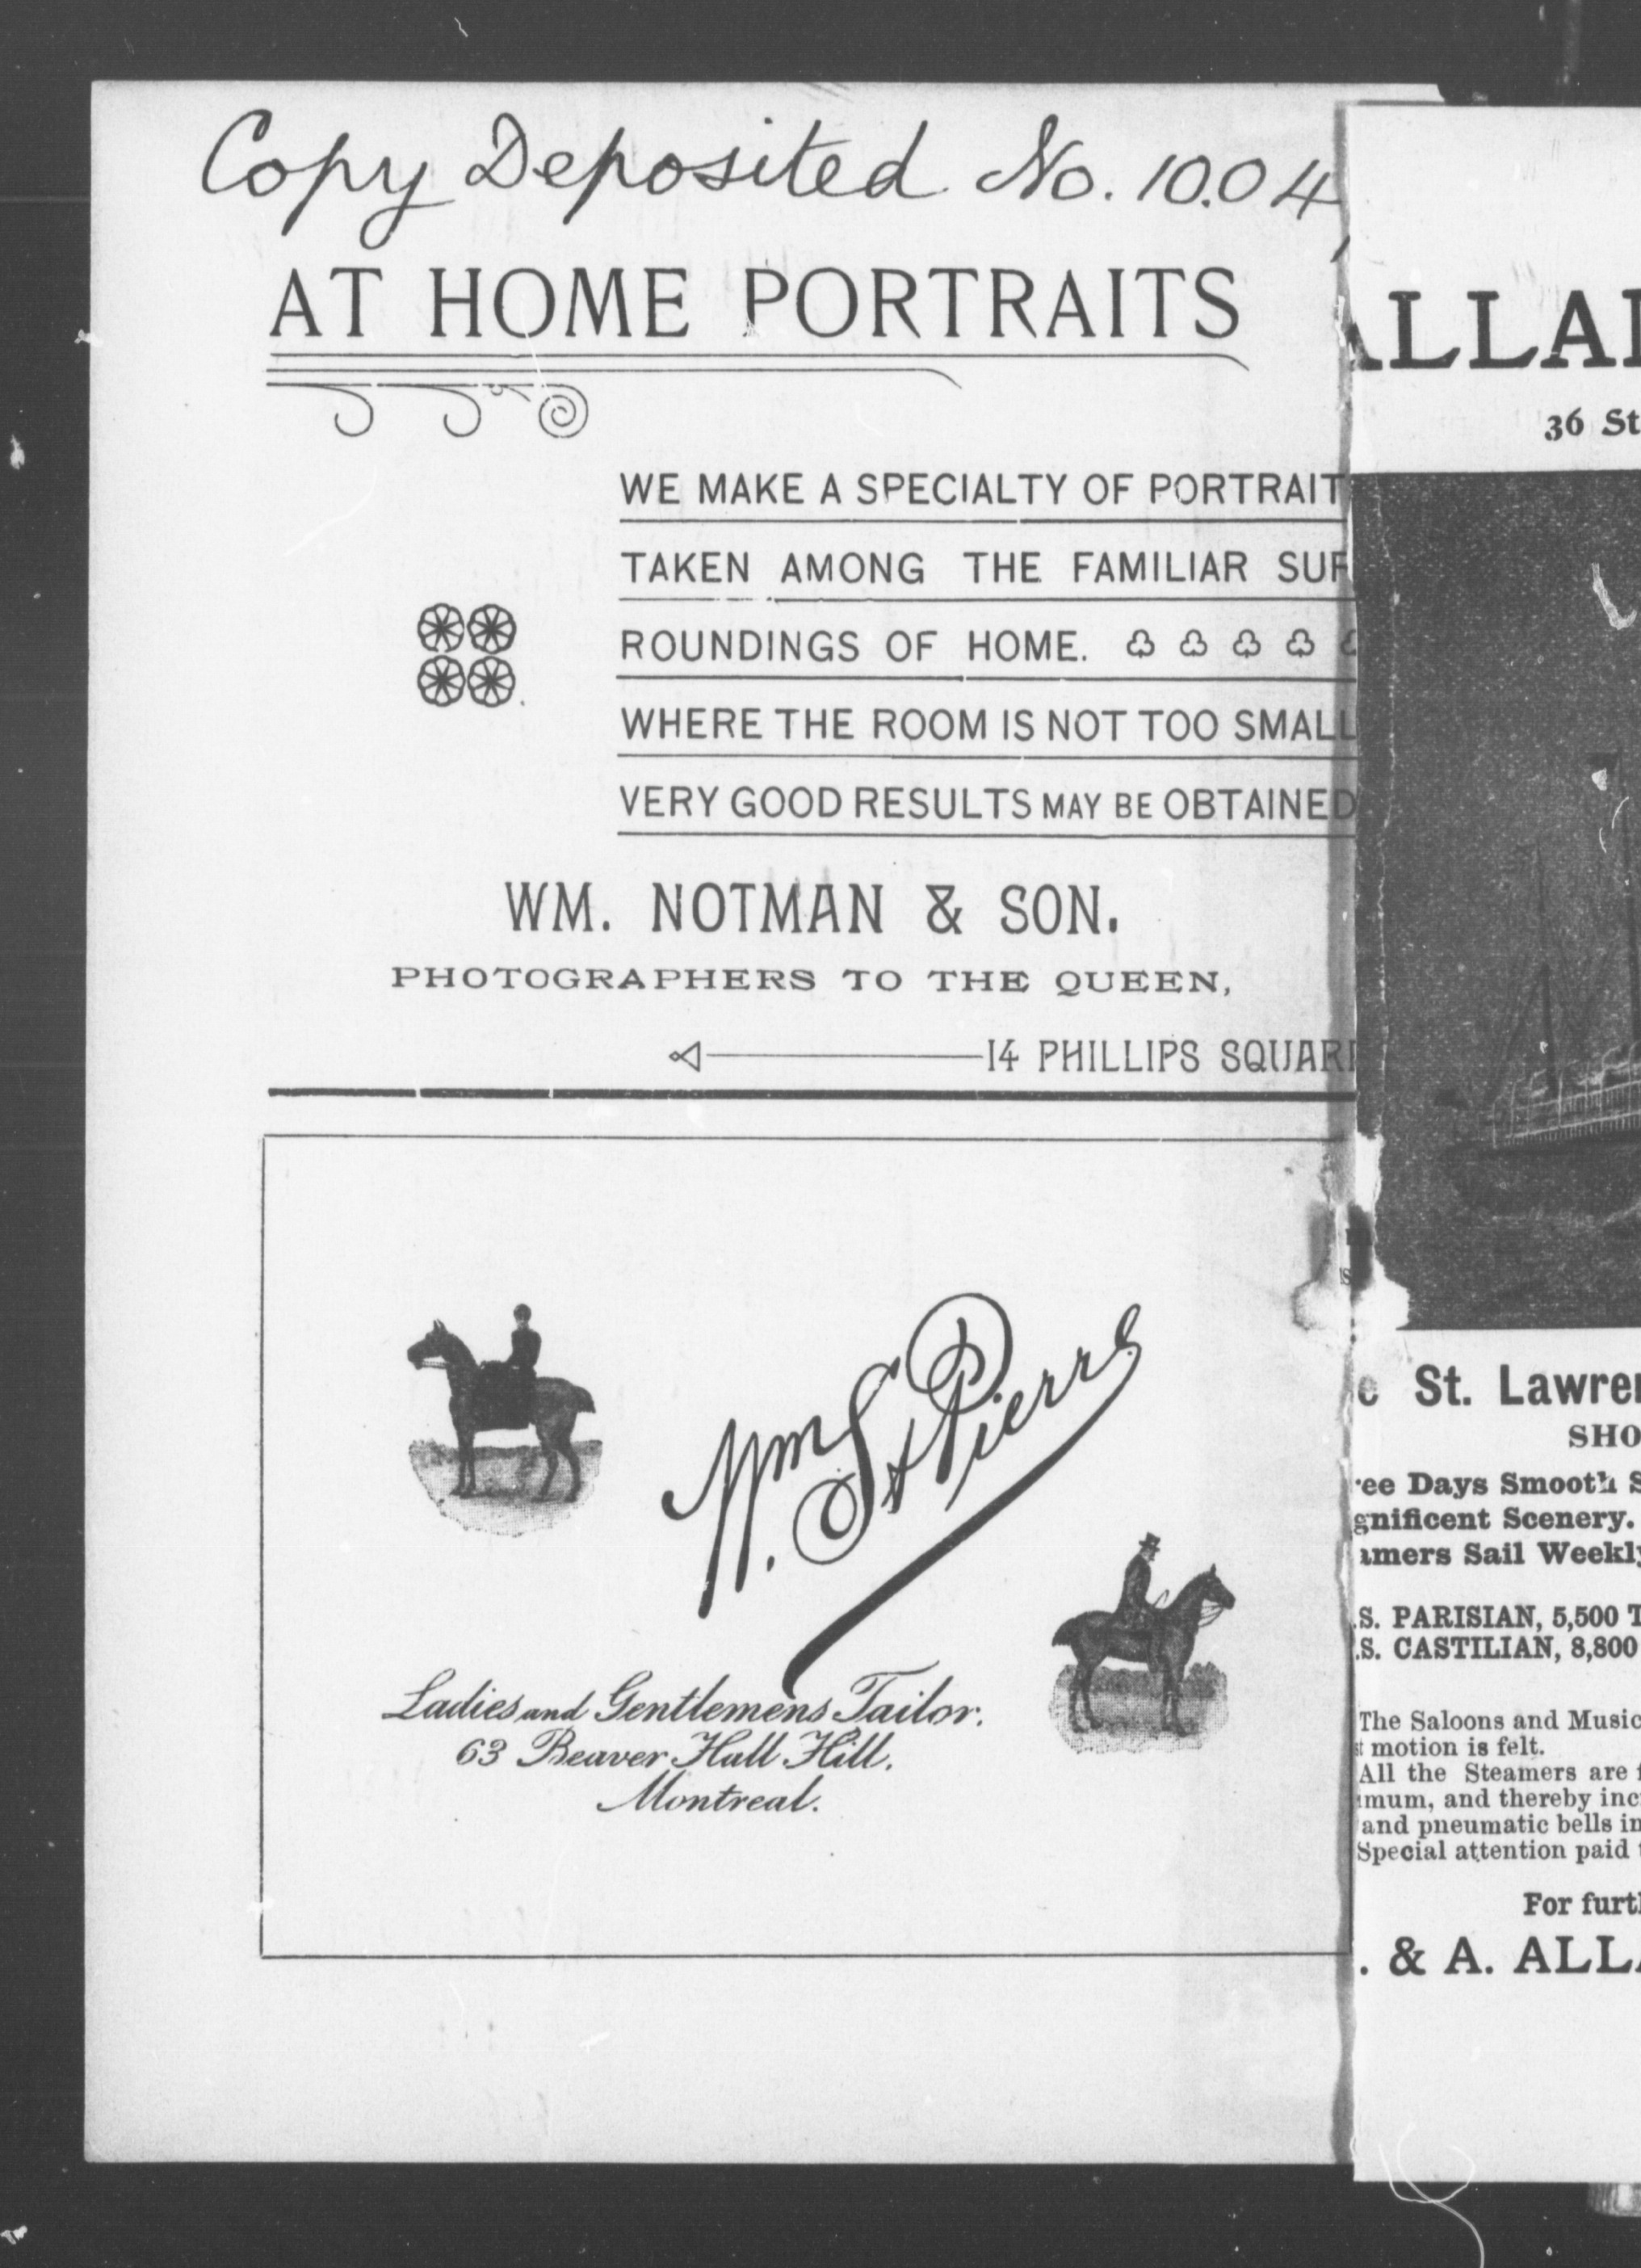 Copy Deposited No. 10.04
AT HOME PORTRAITS
WE MAKE A SPECIALTY OF PORTRAIT
TAKEN AMONG THE FAMILIAR SUR
ROUNDINGS OF HOME.
WHERE THE ROOM IS NOT TOO SMALL
VERY GOOD RESULTS MAY BE OBTAINED
WM. NOTMAN & SON.
PHOTOGRAPHERS TO THE QUEEN,
14 PHILLIPS SQUAR
Wm. St Pierre
Ladies and Gentlemens Tailor.
63 Beaver Hall Hill.
Montreal.
ALLA
36 St
St. Lawre
SHO
ree Days Smooth S
gnificent Scenery.
amers Sail Weekly
.S. PARISIAN, 5,500 T
.S. CASTILIAN, 8,800
The Saloons and Music
st motion is felt.
All the Steamers are f
imum, and thereby inc
and pneumatic bells in
Special attention paid t
For furth
. & A. ALLA